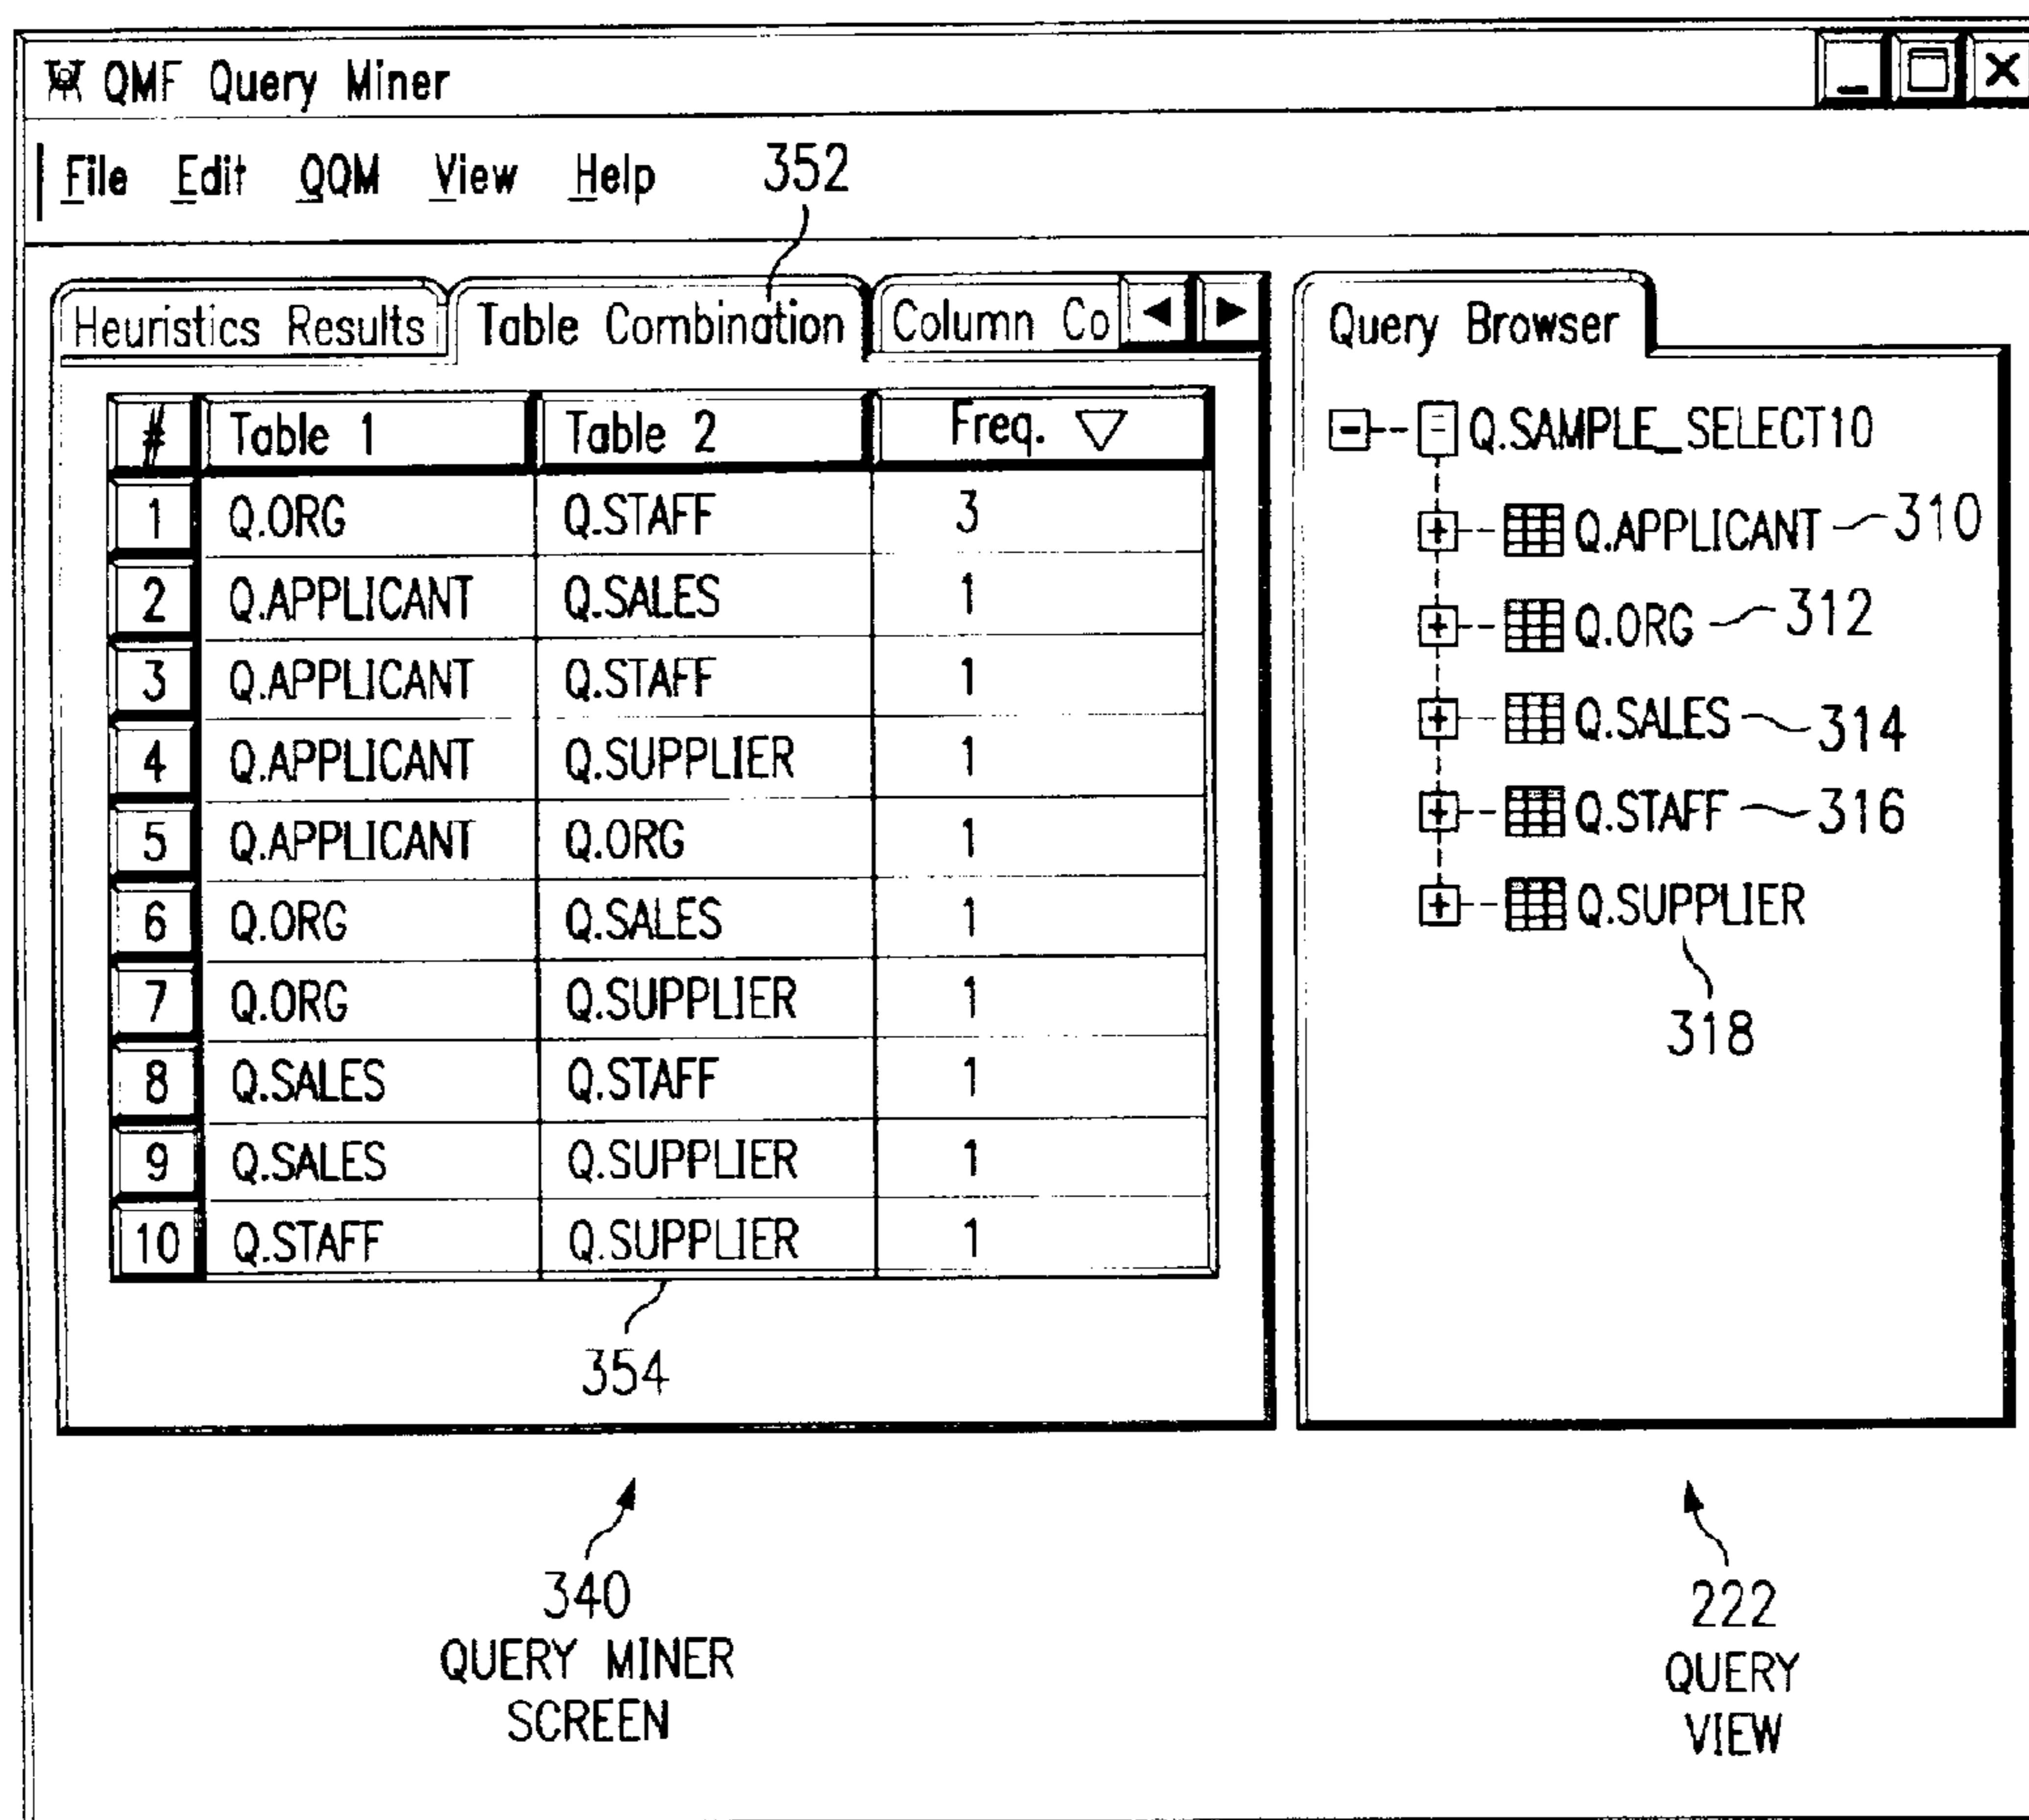 QMF Query Miner
File Edit QQM View Help
352
Heuristics Results Table Combination Column Co
Query Browser
# Table 1 Table 2 Freq.
1 Q.ORG Q.STAFF 3
2 Q.APPLICANT Q.SALES 1
3 Q.APPLICANT Q.STAFF 1
4 Q.APPLICANT Q.SUPPLIER 1
5 Q.APPLICANT Q.ORG 1
6 Q.ORG Q.SALES 1
7 Q.ORG Q.SUPPLIER 1
8 Q.SALES Q.STAFF 1
9 Q.SALES Q.SUPPLIER 1
10 Q.STAFF Q.SUPPLIER 1
354
Q.SAMPLE_SELECT10
Q.APPLICANT 310
Q.ORG 312
Q.SALES 314
Q.STAFF 316
Q.SUPPLIER
318
340
QUERY MINER
SCREEN
222
QUERY
VIEW